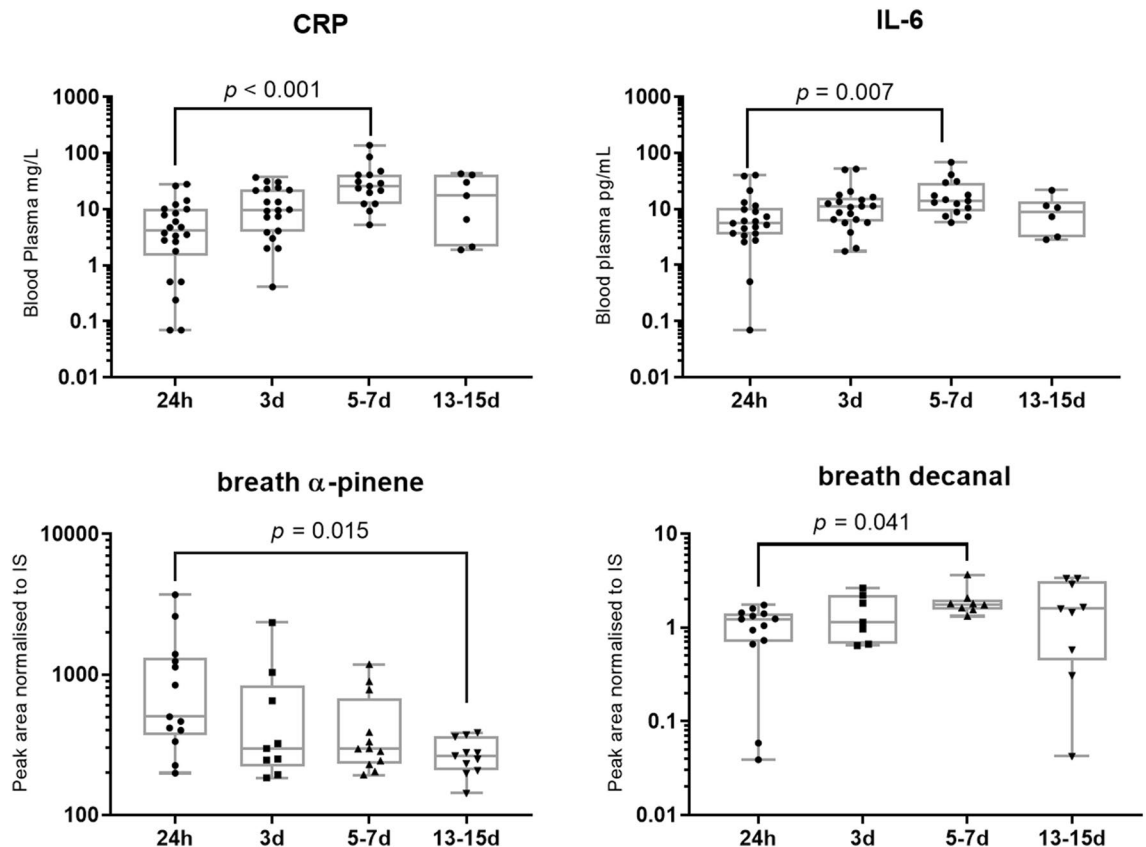 CRP
p < 0.001
1000
100
10
1
0.1
0.01
Blood Plasma mg/L
24h 3d 5-7d 13-15d
IL-6
p = 0.007
1000
100
10
1
0.1
0.01
Blood plasma pg/mL
24h 3d 5-7d 13-15d
breath α-pinene
p = 0.015
10000
1000
100
Peak area normalised to IS
24h 3d 5-7d 13-15d
breath decanal
p = 0.041
10
1
0.1
0.01
Peak area normalised to IS
24h 3d 5-7d 13-15d